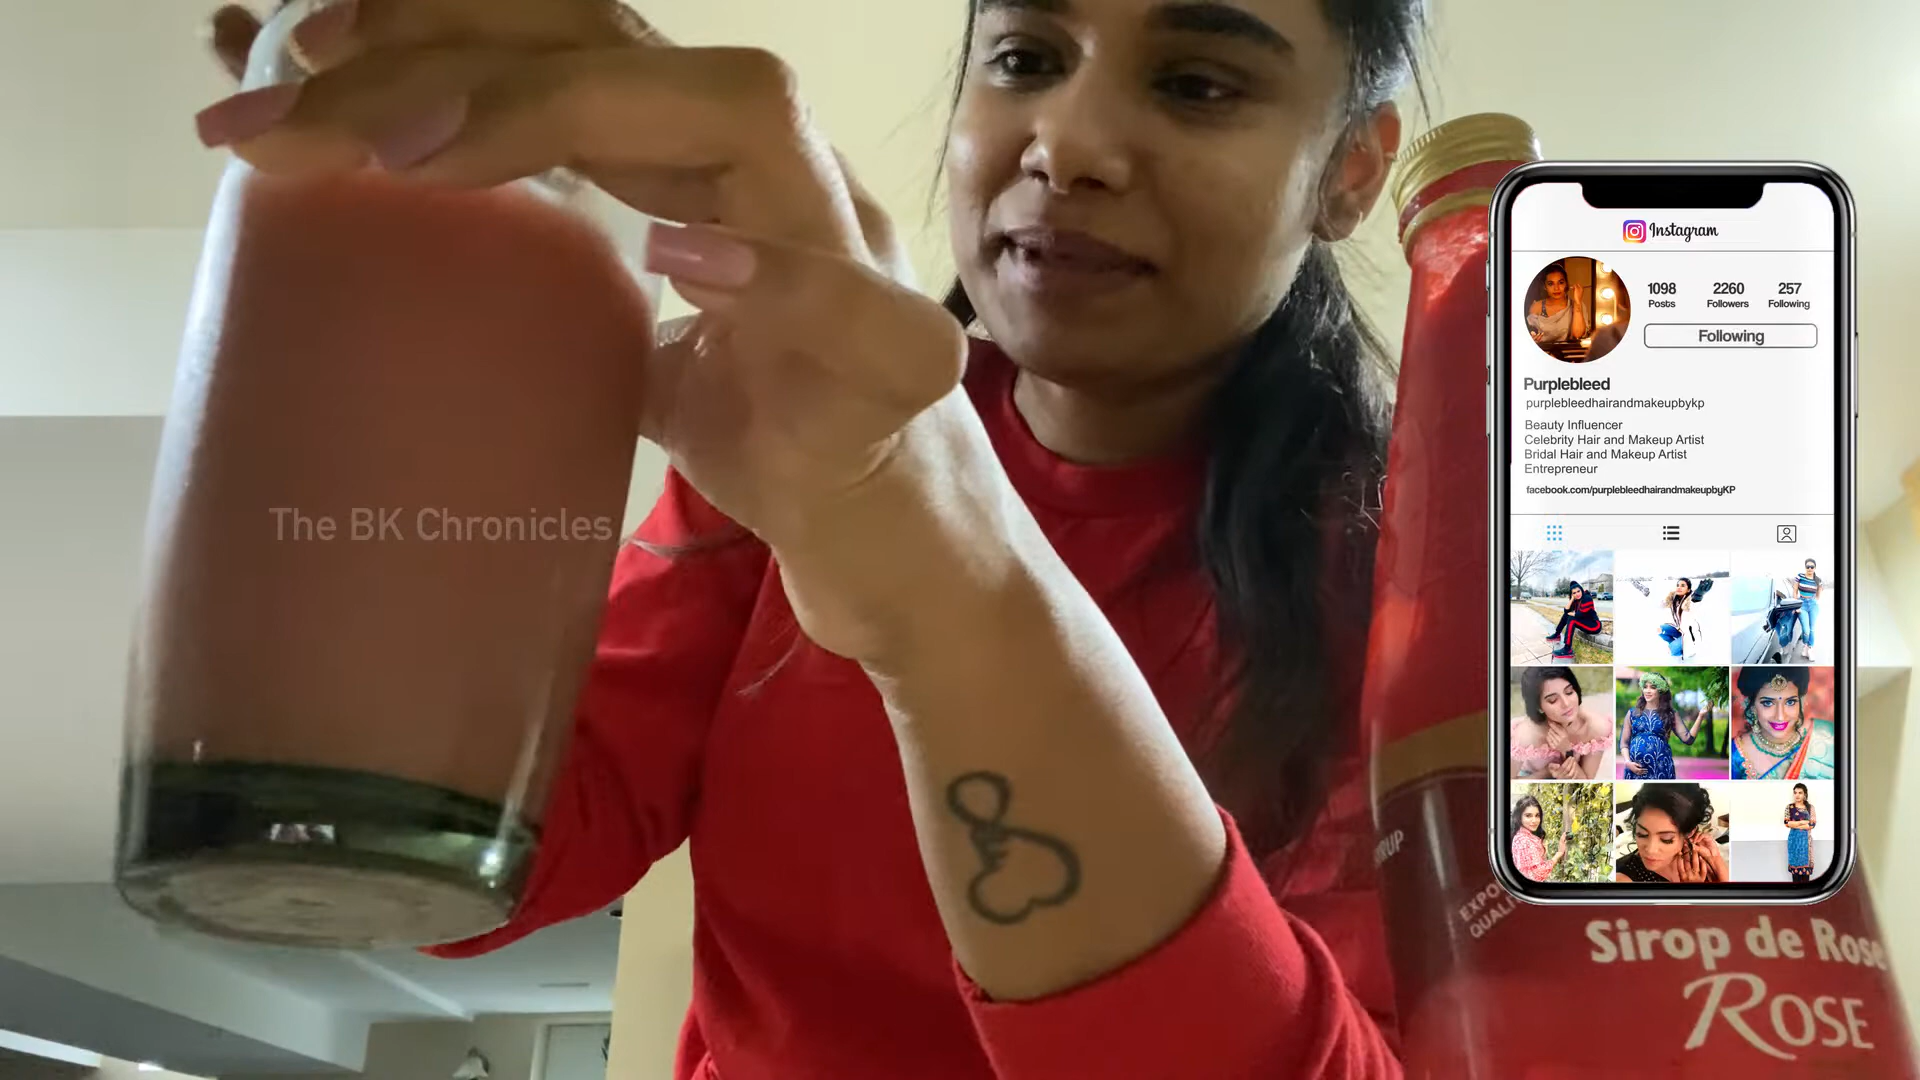 The BK Chronicles
Instagram
1098
2260
257
Posts
Followers
Following
Following
Purplebleed
purplebleedhairandmakeupbykp
Beauty Influencer
Celebrity Hair and Makeup Artist
Bridal Hair and Makeup Artist
Entrepreneur
facebook.com/purplebleedhairandmakeupbyKP
Sirop de Rose
ROSE